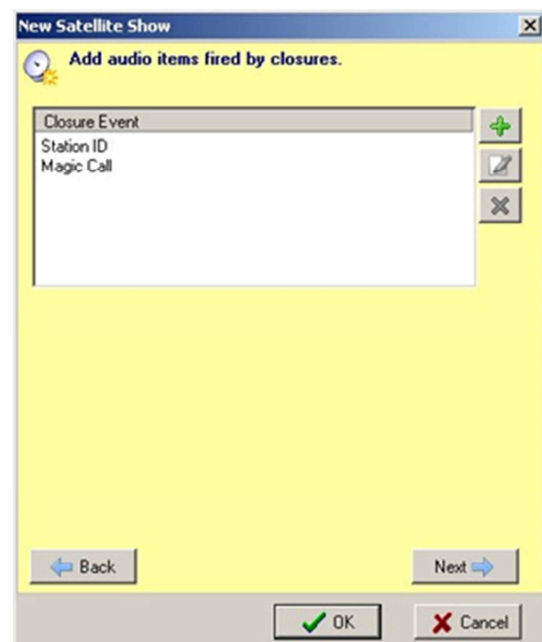 New Satellite Show
Add audio items fired by closures.
Closure Event
Station ID
Magic Call
Back
Next
OK
Cancel